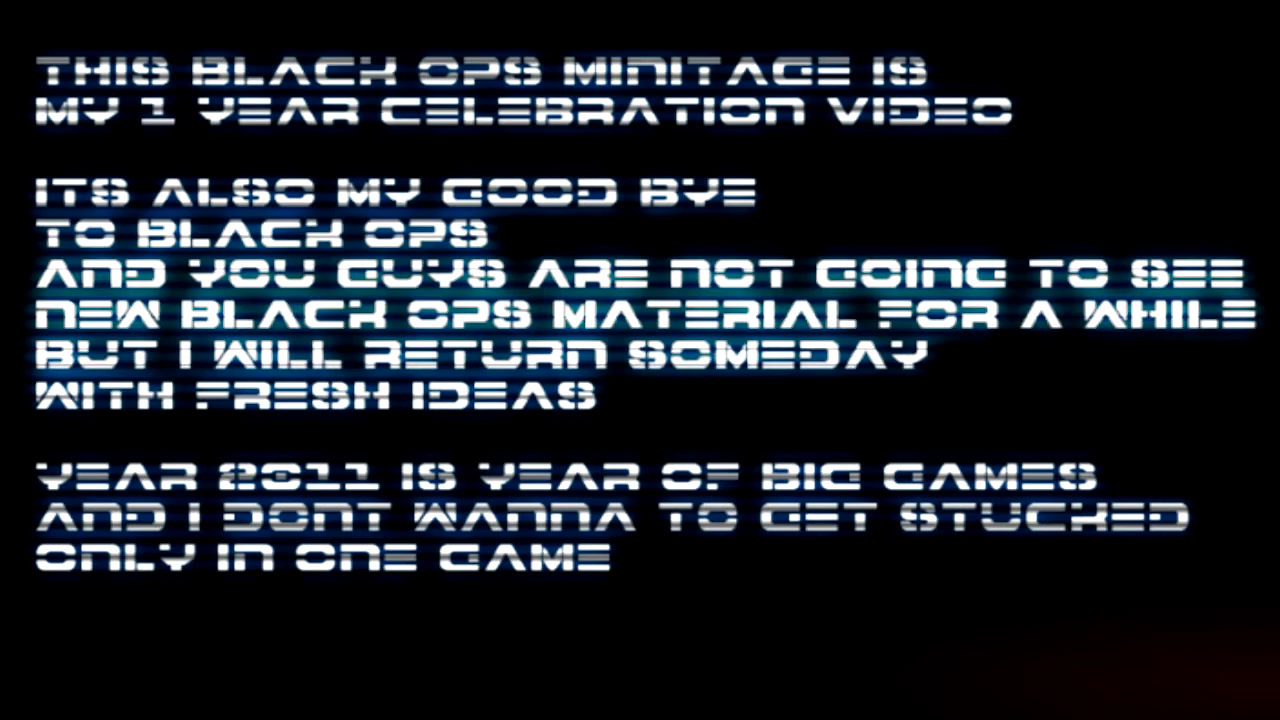 THIS BLACK OPS MINITAGE IS
MY 1 YEAR CELEBRATION VIDEO
ITS ALSO MY GOOD BYE
TO BLACK OPS
AND YOU GUYS ARE NOT GOING TO SEE
NEW BLACK OPS MATERIAL FOR A WHILE
BUT I WILL RETURN SOMEDAY
WITH FRESH IDEAS
YEAR 2011 IS YEAR OF BIG GAMES
AND I DONT WANNA TO GET STUCKED
ONLY IN ONE GAME